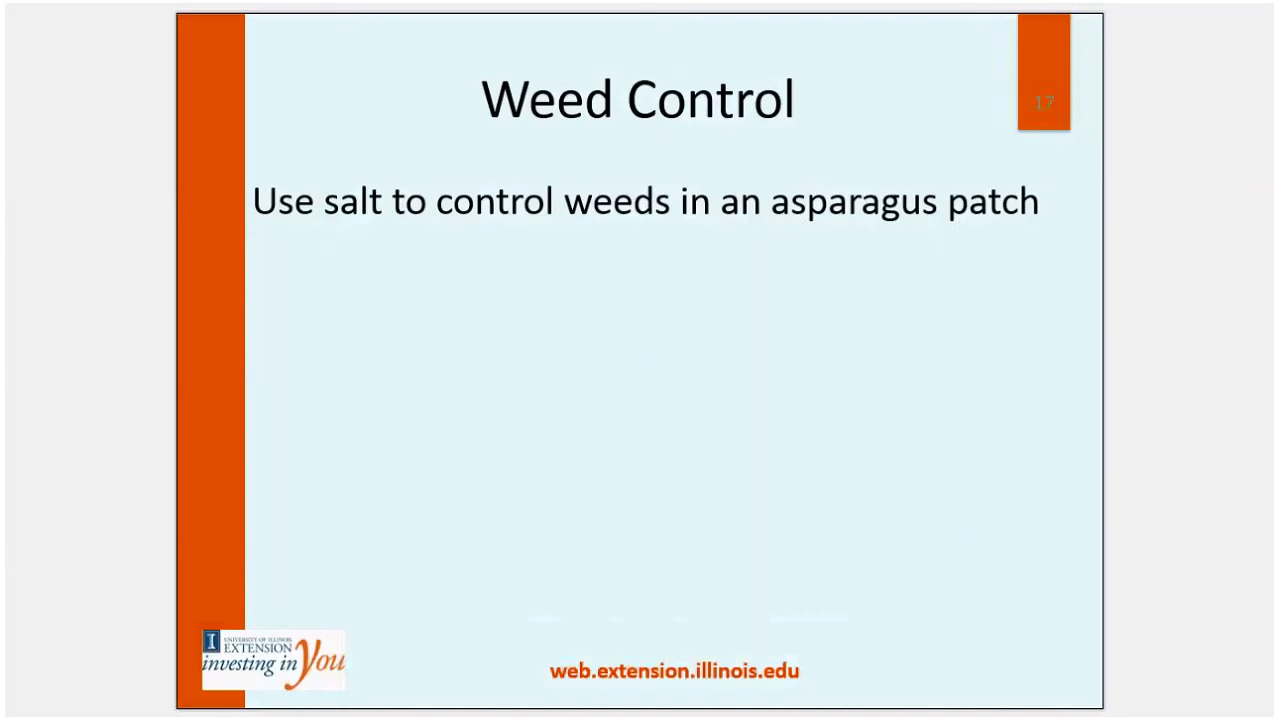 Weed Control
17
Use salt to control weeds in an asparagus patch
I
UNIVERSITY OF ILLINOIS
EXTENSION
investing in you
web.extension.illinois.edu